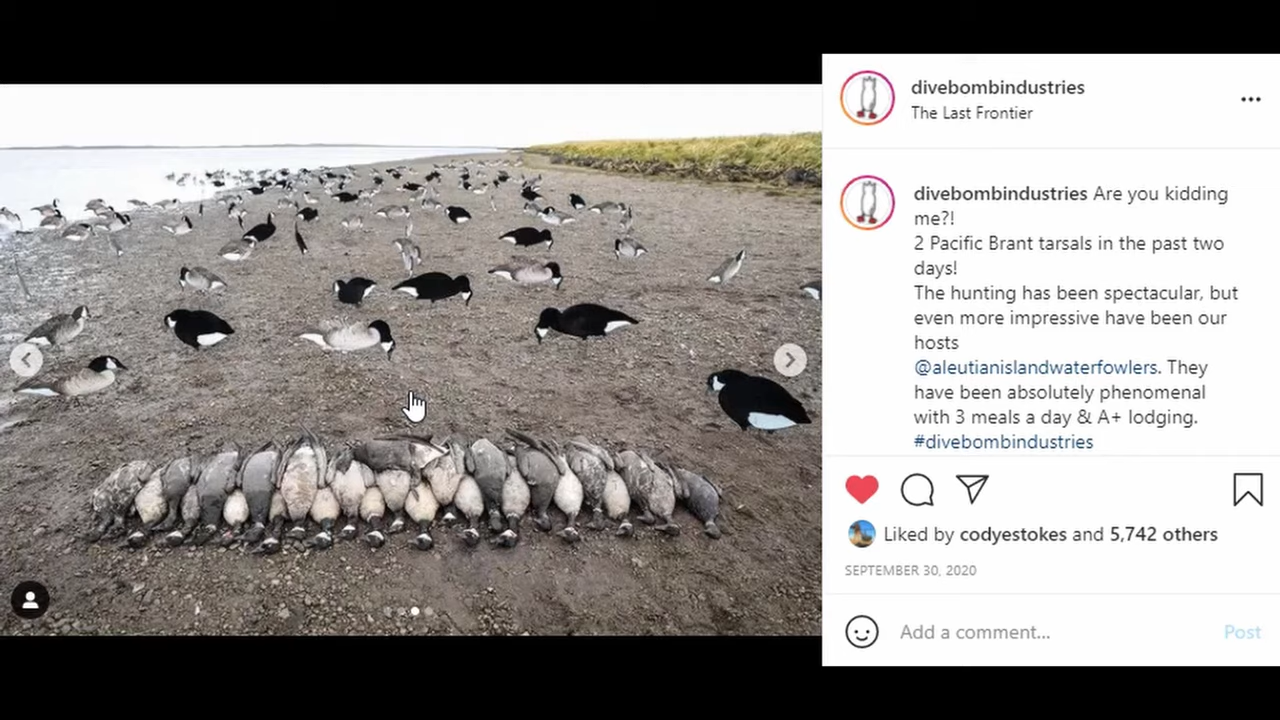 divebombindustries
The Last Frontier
divebombindustries Are you kidding
me?!
2 Pacific Brant tarsals in the past two
days!
The hunting has been spectacular, but
even more impressive have been our
hosts
@aleutianislandwaterfowlers. They
have been absolutely phenomenal
with 3 meals a day & A+ lodging.
#divebombindustries
Liked by codyestokes and 5,742 others
SEPTEMBER 30, 2020
Add a comment... Post